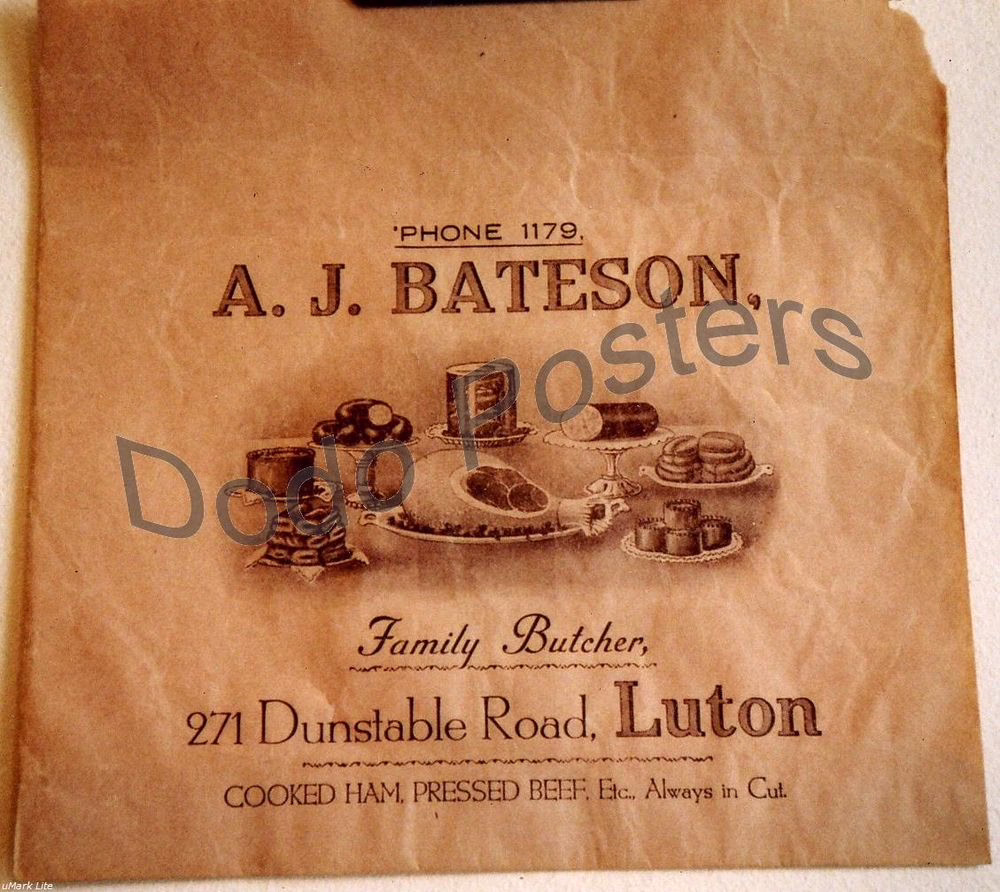 'PHONE 1179.
A. J. BATESON,
Dodo Posters
Family Butcher,
271 Dunstable Road, Luton
COOKED HAM, PRESSED BEEF, Etc., Always in Cut.
uMark Lite